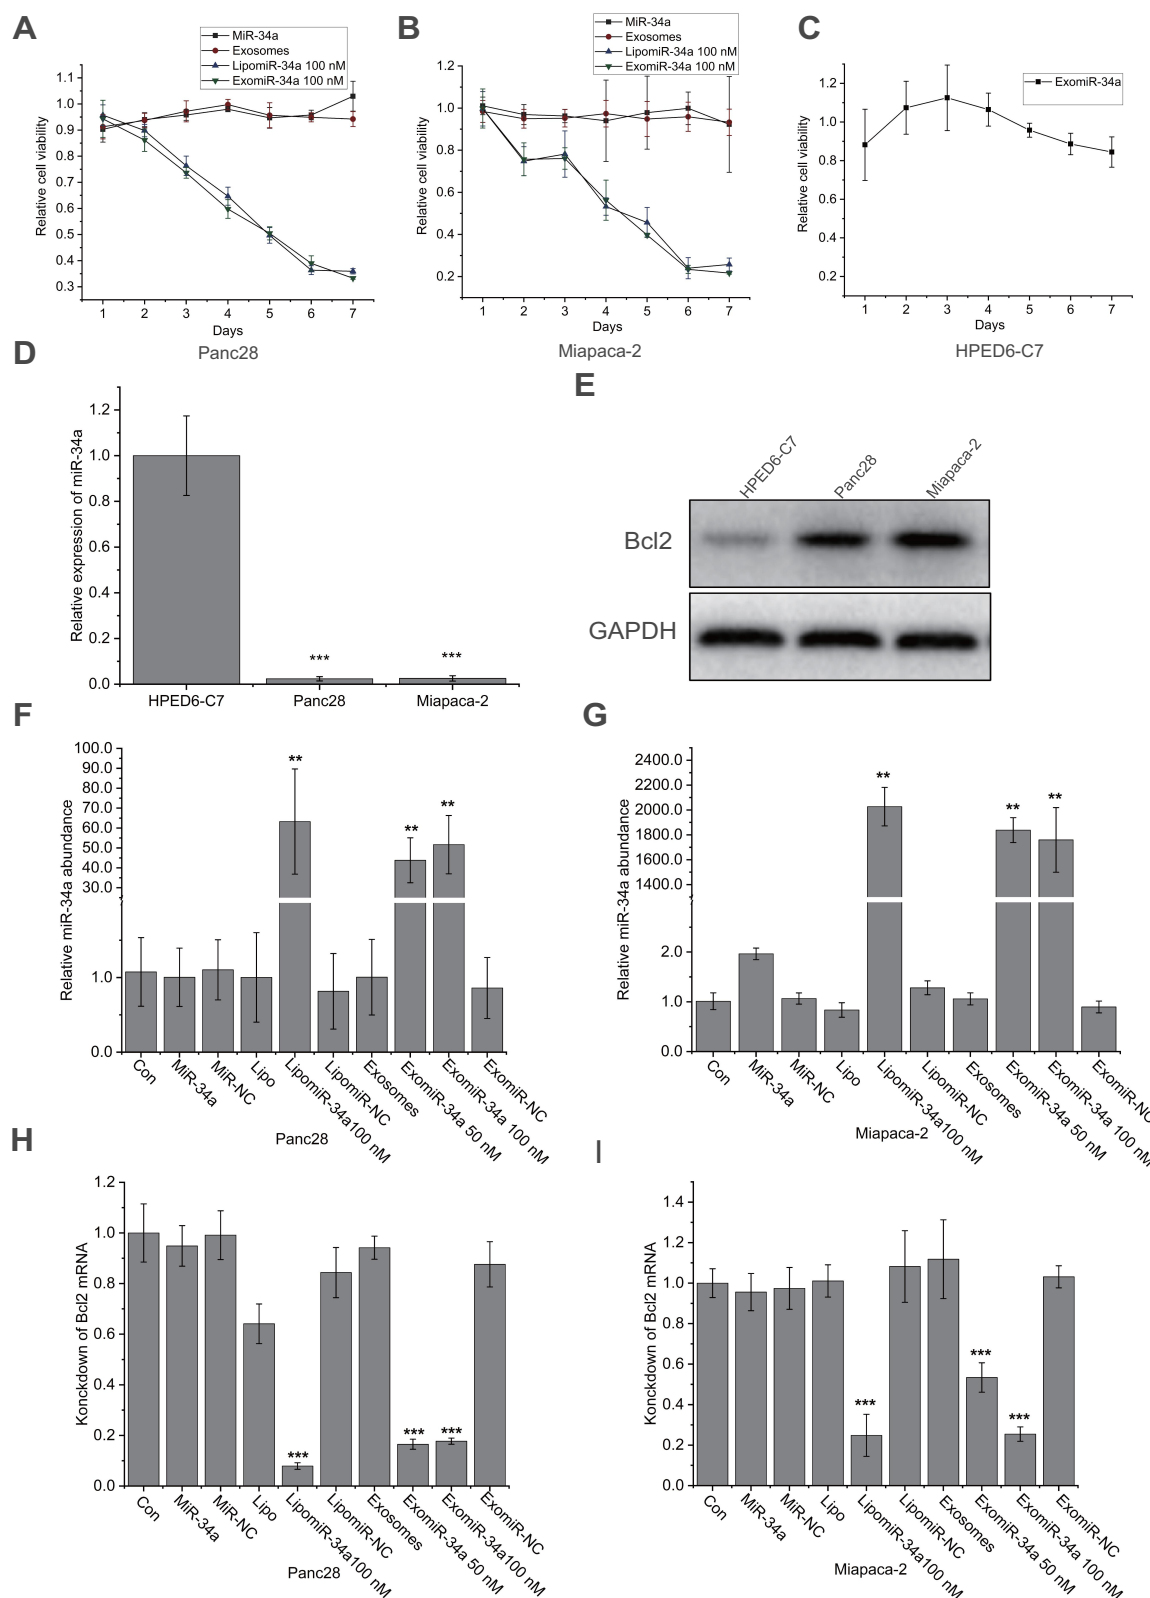 A
MiR-34a
Exosomes
LipomiR-34a 100 nM
ExomiR-34a 100 nM
1.1
1.0
0.9
0.8
0.7
0.6
0.5
0.4
0.3
Relative cell viability
1 2 3 4 5 6 7
Days
Panc28
B
MiR-34a
Exosomes
LipomiR-34a 100 nM
ExomiR-34a 100 nM
1.2
1.0
0.8
0.6
0.4
0.2
Relative cell viability
1 2 3 4 5 6 7
Days
Miapaca-2
C
ExomiR-34a
1.2
1.0
0.8
0.6
0.4
0.2
Relative cell viability
1 2 3 4 5 6 7
Days
HPED6-C7
D
1.2
1.0
0.8
0.6
0.4
0.2
0.0
Relative expression of miR-34a
*** ***
HPED6-C7 Panc28 Miapaca-2
E
HPED6-C7 Panc28 Miapaca-2
Bcl2
GAPDH
F
100.0
90.0
80.0
70.0
60.0
50.0
40.0
30.0
1.0
0.0
Relative miR-34a abundance
** ** **
Con
MiR-34a
MiR-NC
Lipo
LipomiR-34a100 nM
LipomiR-NC
Exosomes
ExomiR-34a 50 nM
ExomiR-34a 100 nM
ExomiR-NC
Panc28
G
2400.0
2200.0
2000.0
1800.0
1600.0
1400.0
2.0
1.0
0.0
Relative miR-34a abundance
** ** **
Con
MiR-34a
MiR-NC
Lipo
LipomiR-34a100 nM
LipomiR-NC
Exosomes
ExomiR-34a 50 nM
ExomiR-34a 100 nM
ExomiR-NC
Miapaca-2
H
1.2
1.0
0.8
0.6
0.4
0.2
0.0
Konckdown of Bcl2 mRNA
*** *** ***
Con
MiR-34a
MiR-NC
Lipo
LipomiR-34a100 nM
LipomiR-NC
Exosomes
ExomiR-34a 50 nM
ExomiR-34a100 nM
ExomiR-NC
Panc28
I
1.4
1.2
1.0
0.8
0.6
0.4
0.2
0.0
Konckdown of Bcl2 mRNA
*** *** ***
Con
MiR-34a
MiR-NC
Lipo
LipomiR-34a100 nM
LipomiR-NC
Exosomes
ExomiR-34a 50 nM
ExomiR-34a 100 nM
ExomiR-NC
Miapaca-2